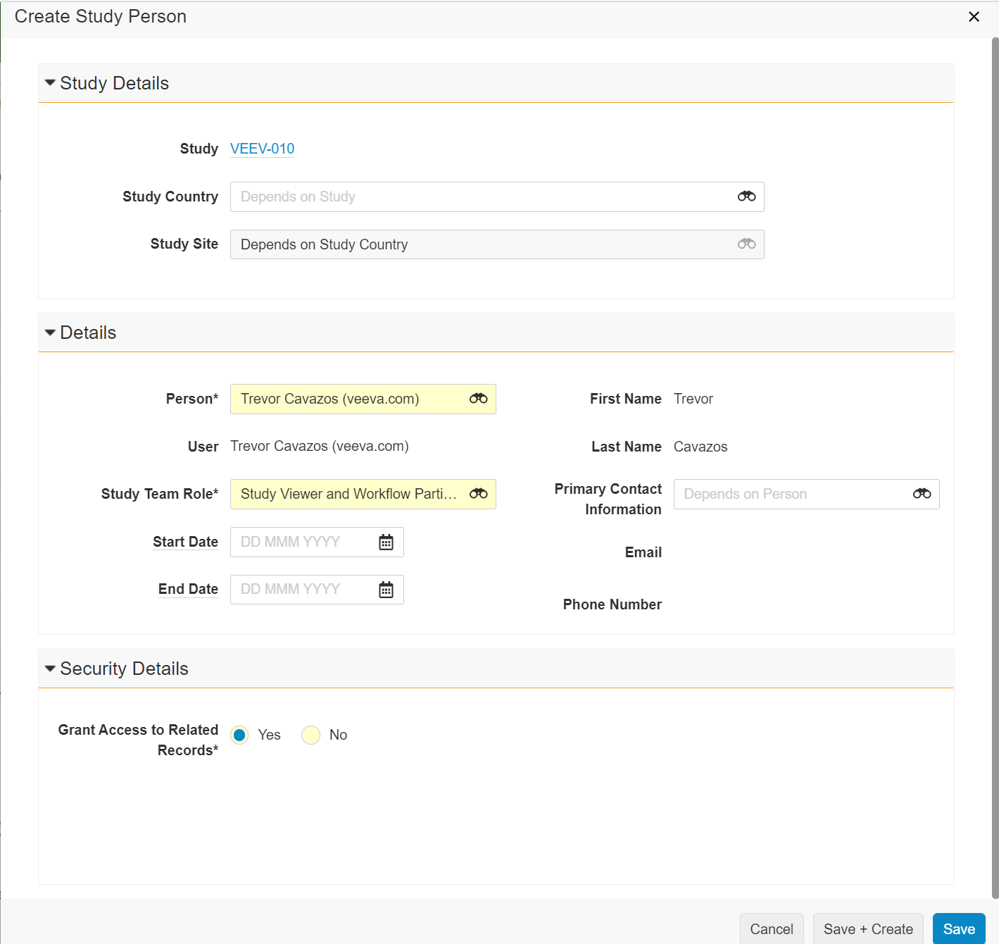 Create Study Person
Study Details
Study VEEV-010
Study Country Depends on Study
Study Site Depends on Study Country
Details
Person* Trevor Cavazos (veeva.com)
First Name Trevor
User Trevor Cavazos (veeva.com)
Last Name Cavazos
Study Team Role* Study Viewer and Workflow Parti...
Primary Contact
Information
Depends on Person
Start Date DD MMM YYYY
Email
End Date DD MMM YYYY
Phone Number
Security Details
Grant Access to Related
Records*
Yes No
Cancel Save + Create Save